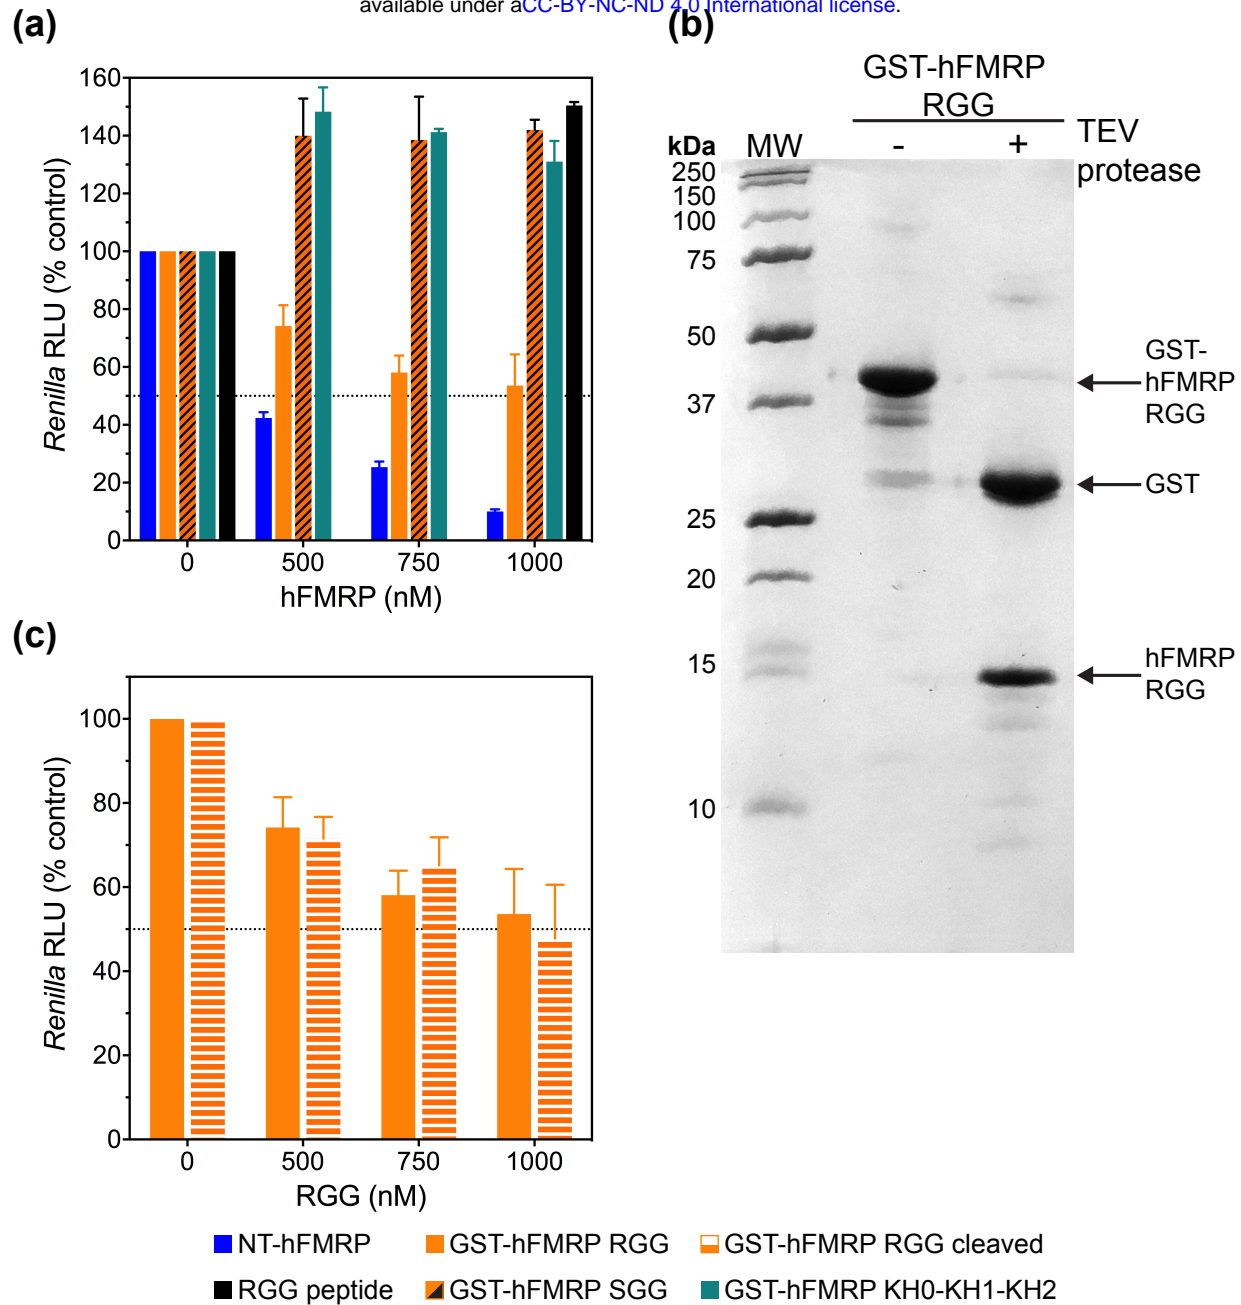 available under aCC-BY-NC-ND 4.0 International license.
(a)
160
140
120
100
80
60
40
20
0
Renilla RLU (% control)
0 500 750 1000
hFMRP (nM)
(b)
GST-hFMRP
RGG
kDa MW - + TEV
protease
250
150
100
75
50
37
25
20
15
10
GST-
hFMRP
RGG
GST
hFMRP
RGG
(c)
100
80
60
40
20
0
Renilla RLU (% control)
0 500 750 1000
RGG (nM)
NT-hFMRP GST-hFMRP RGG GST-hFMRP RGG cleaved
RGG peptide GST-hFMRP SGG GST-hFMRP KH0-KH1-KH2